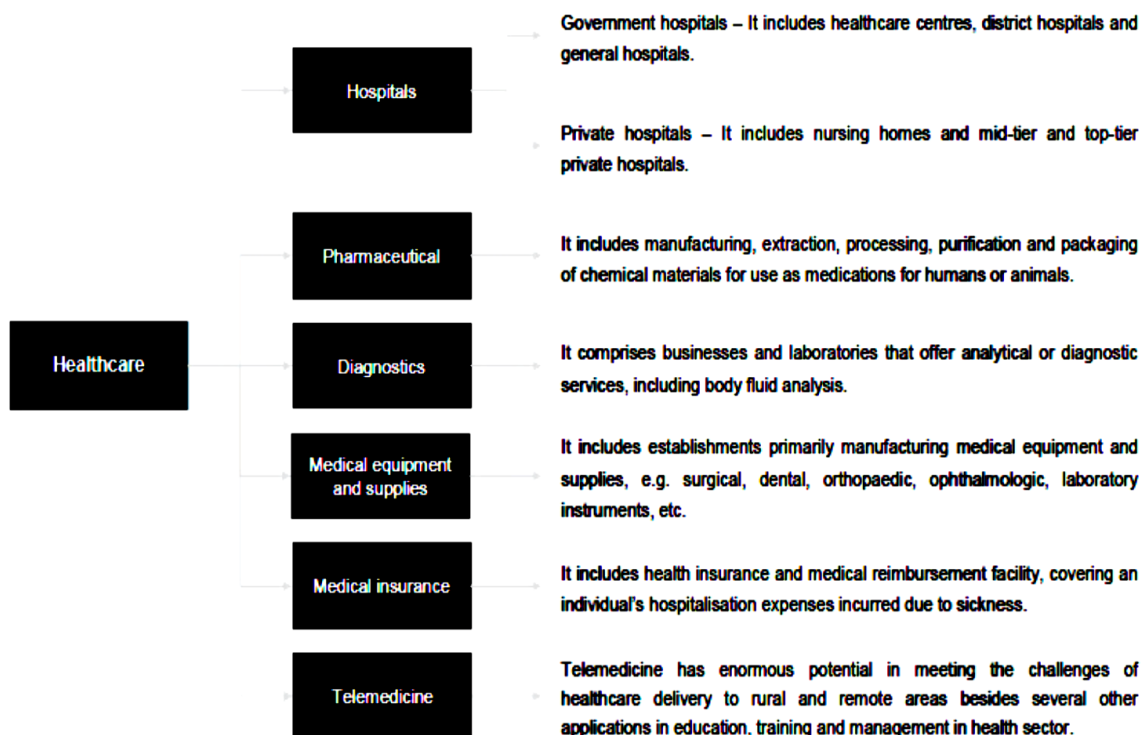 Government hospitals – It includes healthcare centres, district hospitals and
general hospitals.
Hospitals
Private hospitals – It includes nursing homes and mid-tier and top-tier
private hospitals.
Pharmaceutical
It includes manufacturing, extraction, processing, purification and packaging
of chemical materials for use as medications for humans or animals.
Healthcare
Diagnostics
It comprises businesses and laboratories that offer analytical or diagnostic
services, including body fluid analysis.
Medical equipment
and supplies
It includes establishments primarily manufacturing medical equipment and
supplies, e.g. surgical, dental, orthopaedic, ophthalmologic, laboratory
instruments, etc.
Medical insurance
It includes health insurance and medical reimbursement facility, covering an
individual's hospitalisation expenses incurred due to sickness.
Telemedicine
Telemedicine has enormous potential in meeting the challenges of
healthcare delivery to rural and remote areas besides several other
applications in education, training and management in health sector.